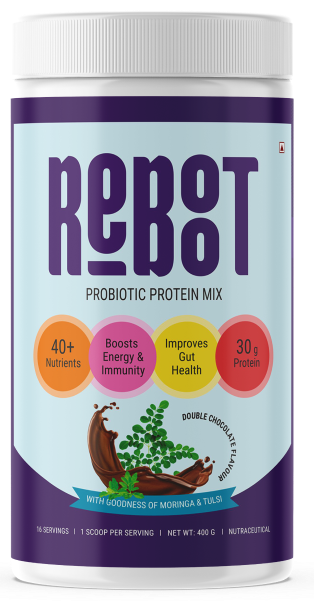 REBOOT
PROBIOTIC PROTEIN MIX
40+
Nutrients
Boosts
Energy &
Immunity
Improves
Gut
Health
30 g
Protein
DOUBLE CHOCOLATE FLAVOUR
WITH GOODNESS OF MORINGA & TULSI
16 SERVINGS | 1 SCOOP PER SERVING | NET WT: 400 G | NUTRACEUTICAL